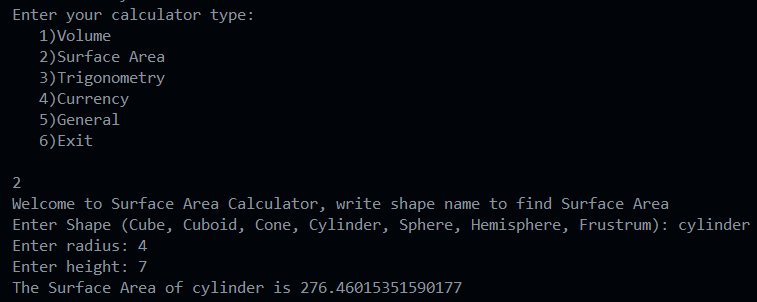 Enter your calculator type:
1)Volume
2)Surface Area
3)Trigonometry
4)Currency
5)General
6)Exit
2
Welcome to Surface Area Calculator, write shape name to find Surface Area
Enter Shape (Cube, Cuboid, Cone, Cylinder, Sphere, Hemisphere, Frustrum): cylinder
Enter radius: 4
Enter height: 7
The Surface Area of cylinder is 276.46015351590177